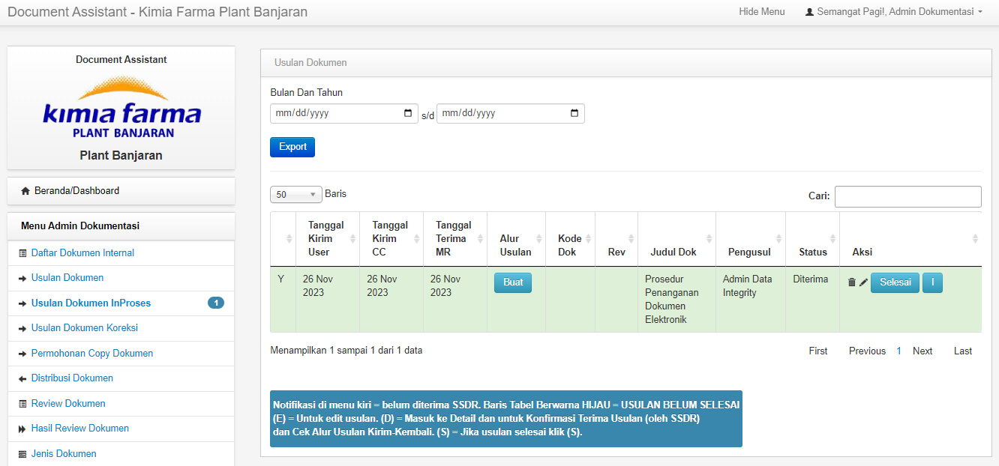 Document Assistant - Kimia Farma Plant Banjaran
Hide Menu
Semangat Pagi!, Admin Dokumentasi
Document Assistant
kimia farma
PLANT BANJARAN
Plant Banjaran
Beranda/Dashboard
Menu Admin Dokumentasi
Daftar Dokumen Internal
Usulan Dokumen
Usulan Dokumen InProses 1
Usulan Dokumen Koreksi
Permohonan Copy Dokumen
Distribusi Dokumen
Review Dokumen
Hasil Review Dokumen
Jenis Dokumen
Usulan Dokumen
Bulan Dan Tahun
mm/dd/yyyy s/d mm/dd/yyyy
Export
50 Baris
Cari:
Tanggal Kirim User
Tanggal Kirim CC
Tanggal Terima MR
Alur Usulan
Kode Dok
Rev
Judul Dok
Pengusul
Status
Aksi
Y
26 Nov 2023
26 Nov 2023
26 Nov 2023
Buat
Prosedur Penanganan Dokumen Elektronik
Admin Data Integrity
Diterima
Selesai
I
Menampilkan 1 sampai 1 dari 1 data
First Previous 1 Next Last
Notifikasi di menu kiri = belum diterima SSDR. Baris Tabel Berwarna HIJAU = USULAN BELUM SELESAI
(E) = Untuk edit usulan. (D) = Masuk ke Detail dan untuk Konfirmasi Terima Usulan (oleh SSDR)
dan Cek Alur Usulan Kirim-Kembali. (S) = Jika usulan selesai klik (S).